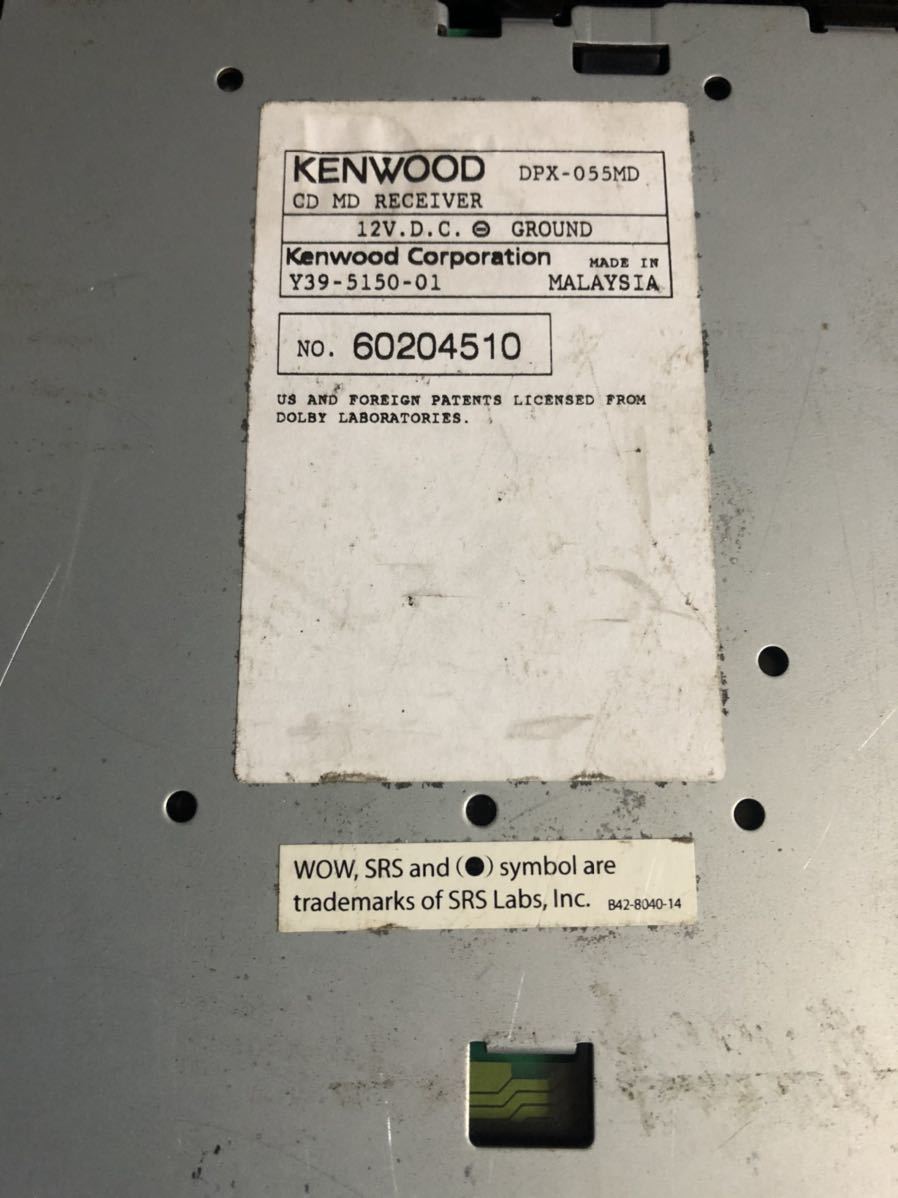 KENWOOD DPX-055MD
CD MD RECEIVER
12V.D.C. ⊖ GROUND
Kenwood Corporation MADE IN
Y39-5150-01 MALAYSIA
NO. 60204510
US AND FOREIGN PATENTS LICENSED FROM
DOLBY LABORATORIES.
WOW, SRS and (●) symbol are
trademarks of SRS Labs, Inc. B42-8040-14